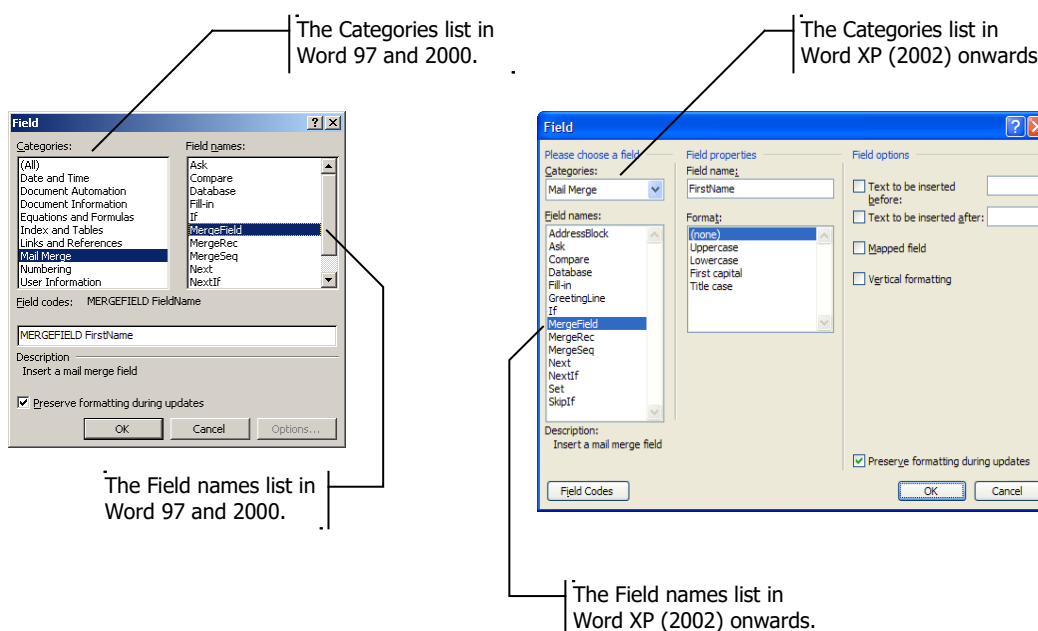 The Categories list in
Word 97 and 2000.
The Categories list in
Word XP (2002) onwards
Field
Categories:
Field names:
(All)
Date and Time
Document Automation
Document Information
Equations and Formulas
Index and Tables
Links and References
Mail Merge
Numbering
User Information
Ask
Compare
Database
Fill-in
If
MergeField
MergeRec
MergeSeq
Next
NextIf
Field codes: MERGEFIELD FieldName
MERGEFIELD FirstName
Description
Insert a mail merge field
Preserve formatting during updates
OK
Cancel
Options...
The Field names list in
Word 97 and 2000.
Field
Please choose a field
Categories:
Mail Merge
Field names:
AddressBlock
Ask
Compare
Database
Fill-in
GreetingLine
If
MergeField
MergeRec
MergeSeq
Next
NextIf
Set
SkipIf
Description:
Insert a mail merge field
Field Codes
Field properties
Field name:
FirstName
Format:
(none)
Uppercase
Lowercase
First capital
Title case
Field options
Text to be inserted
before:
Text to be inserted after:
Mapped field
Vertical formatting
Preserve formatting during updates
OK
Cancel
The Field names list in
Word XP (2002) onwards.